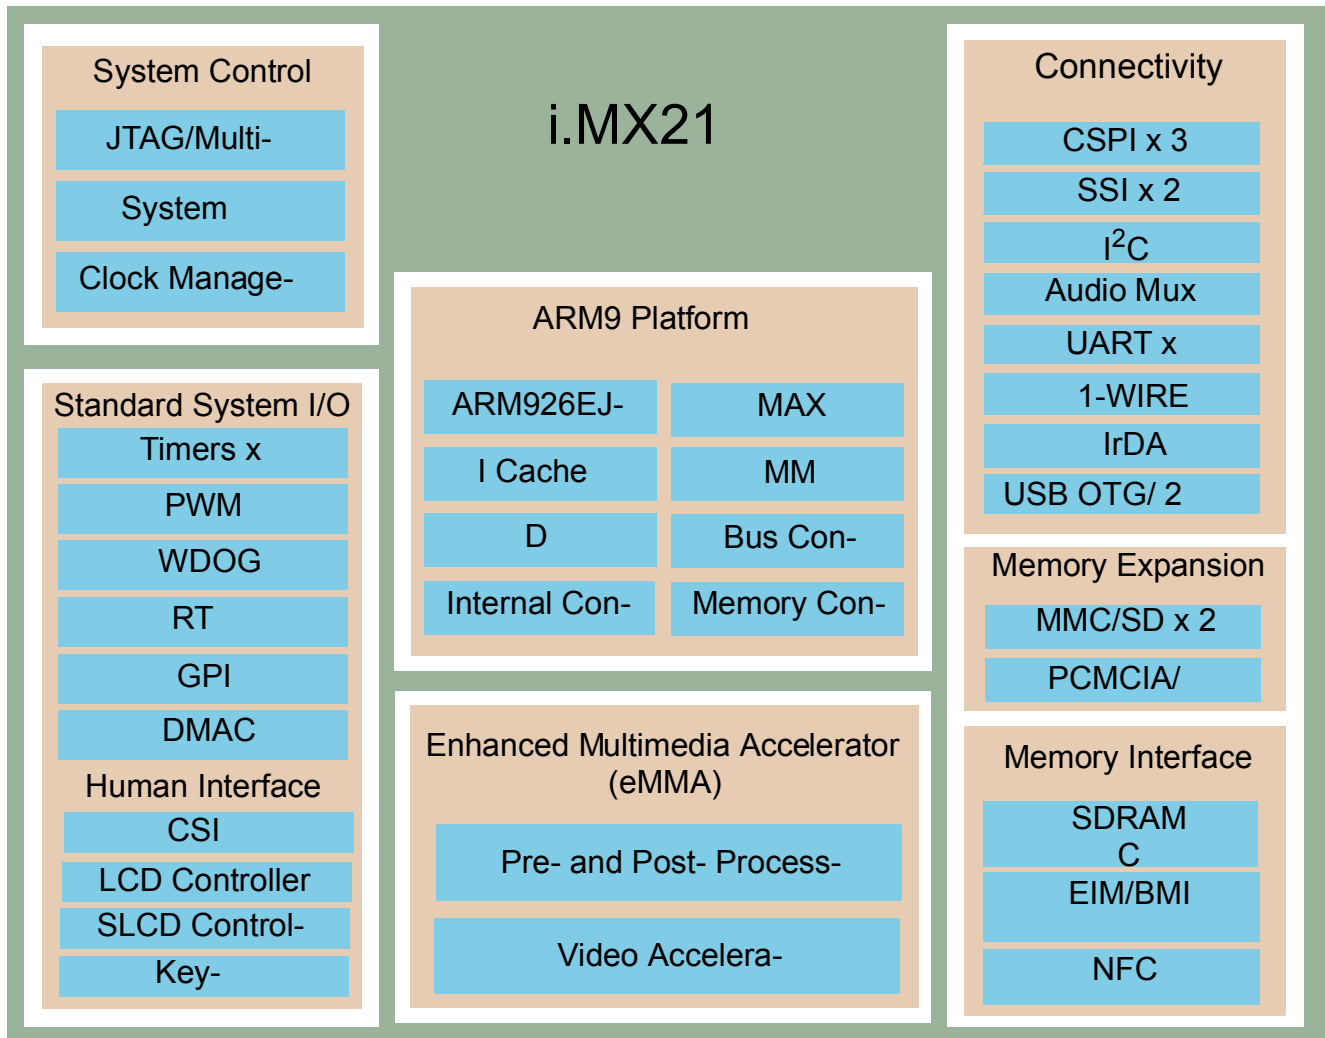 System Control
JTAG/Multi-
System
Clock Manage-
Standard System I/O
Timers x
PWM
WDOG
RT
GPI
DMAC
Human Interface
CSI
LCD Controller
SLCD Control-
Key-
i.MX21
ARM9 Platform
ARM926EJ-
MAX
I Cache
MM
D
Bus Con-
Internal Con-
Memory Con-
Enhanced Multimedia Accelerator
(eMMA)
Pre- and Post- Process-
Video Accelera-
Connectivity
CSPI x 3
SSI x 2
I²C
Audio Mux
UART x
1-WIRE
IrDA
USB OTG/ 2
Memory Expansion
MMC/SD x 2
PCMCIA/
Memory Interface
SDRAM
C
EIM/BMI
NFC